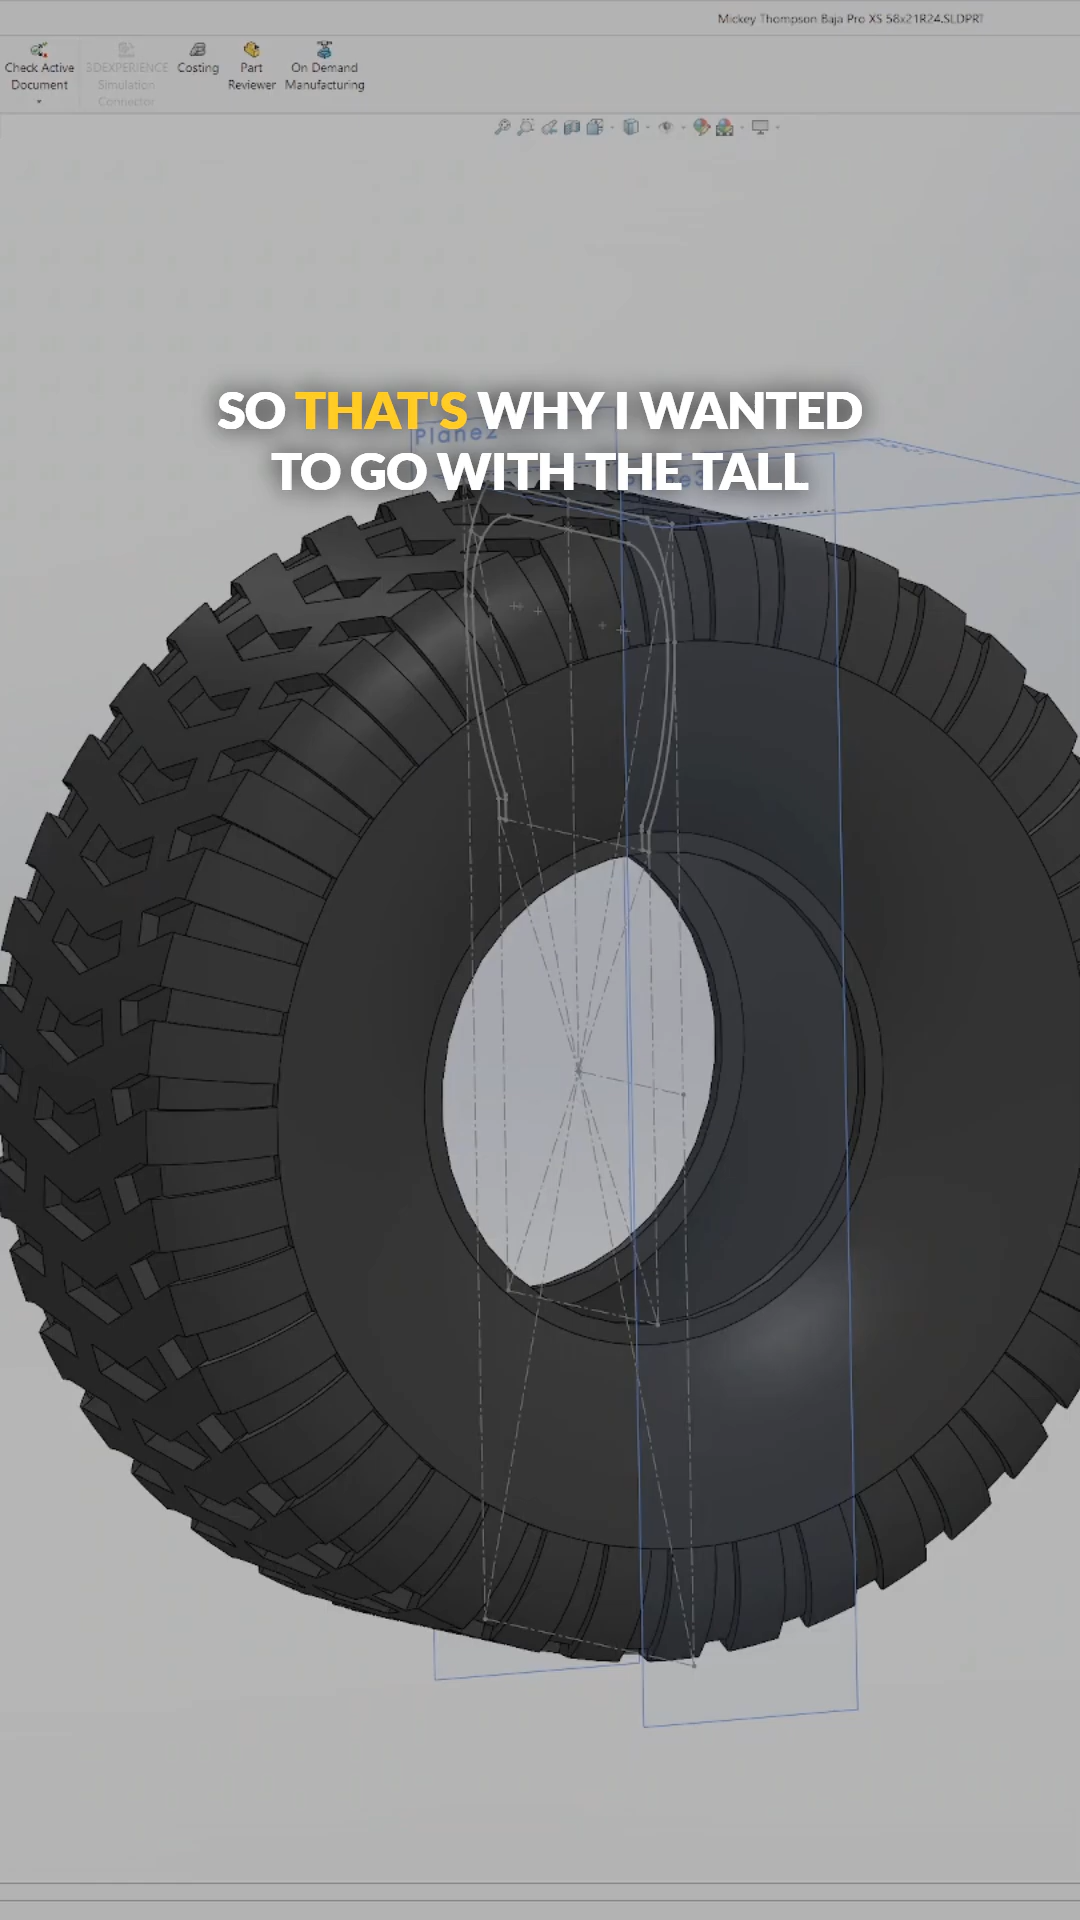 Mickey Thompson Baja Pro XS 58x21R24.SLDPRT
Check Active
Document
3DEXPERIENCE
Simulation
Connector
Costing
Part
Reviewer
On Demand
Manufacturing
SO THAT'S WHY I WANTED
Plane2
TO GO WITH THE TALL